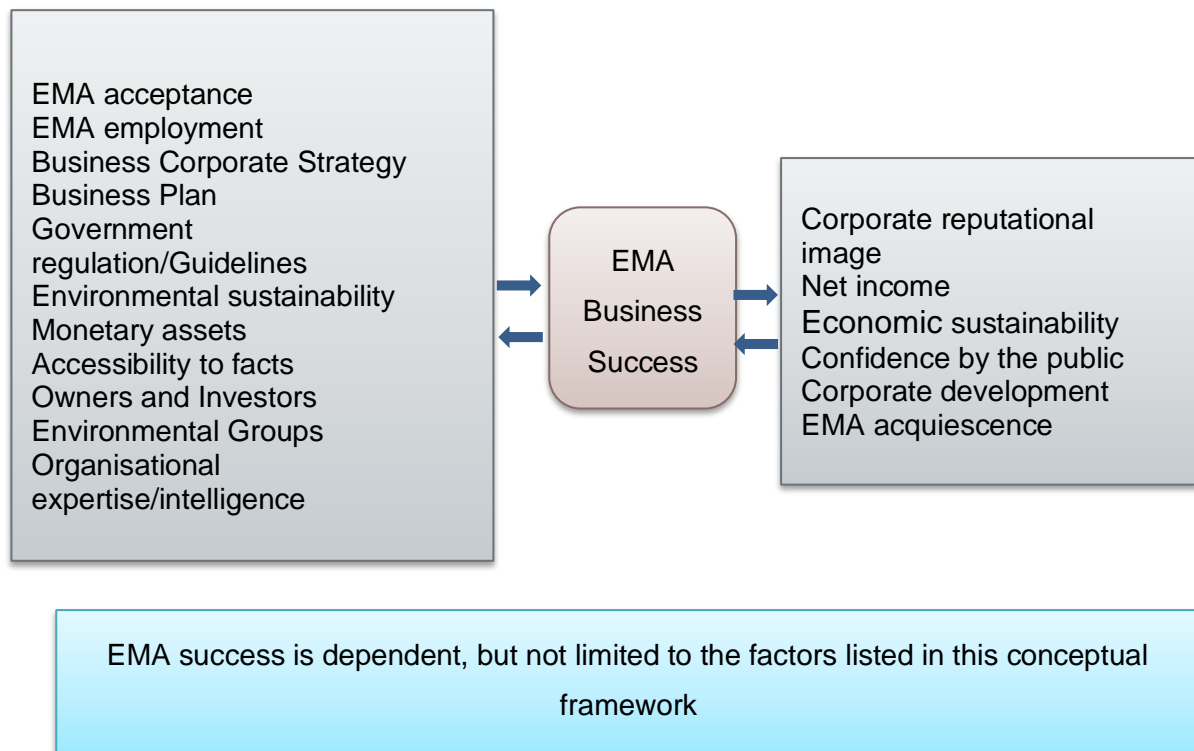 EMA acceptance
EMA employment
Business Corporate Strategy
Business Plan
Government
regulation/Guidelines
Environmental sustainability
Monetary assets
Accessibility to facts
Owners and Investors
Environmental Groups
Organisational
expertise/intelligence
EMA
Business
Success
Corporate reputational
image
Net income
Economic sustainability
Confidence by the public
Corporate development
EMA acquiescence
EMA success is dependent, but not limited to the factors listed in this conceptual
framework